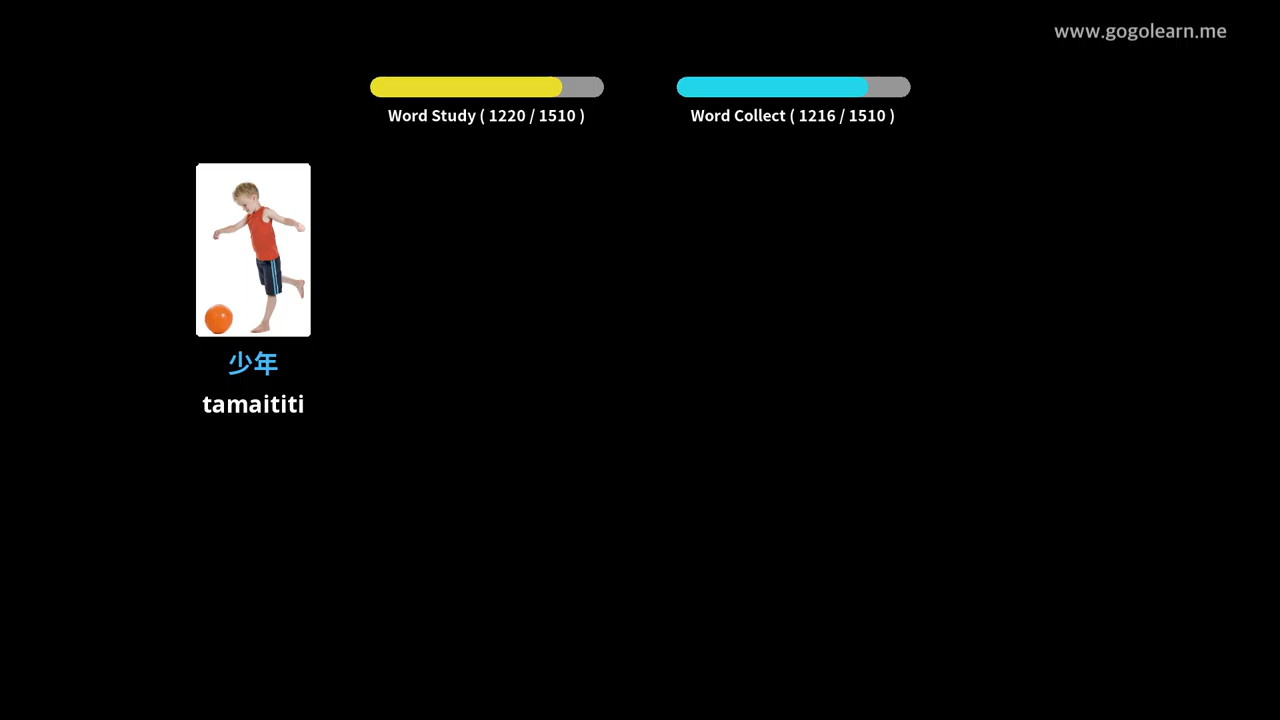 www.gogolearn.me
Word Study ( 1220 / 1510 )
Word Collect ( 1216 / 1510 )
少年
tamaititi